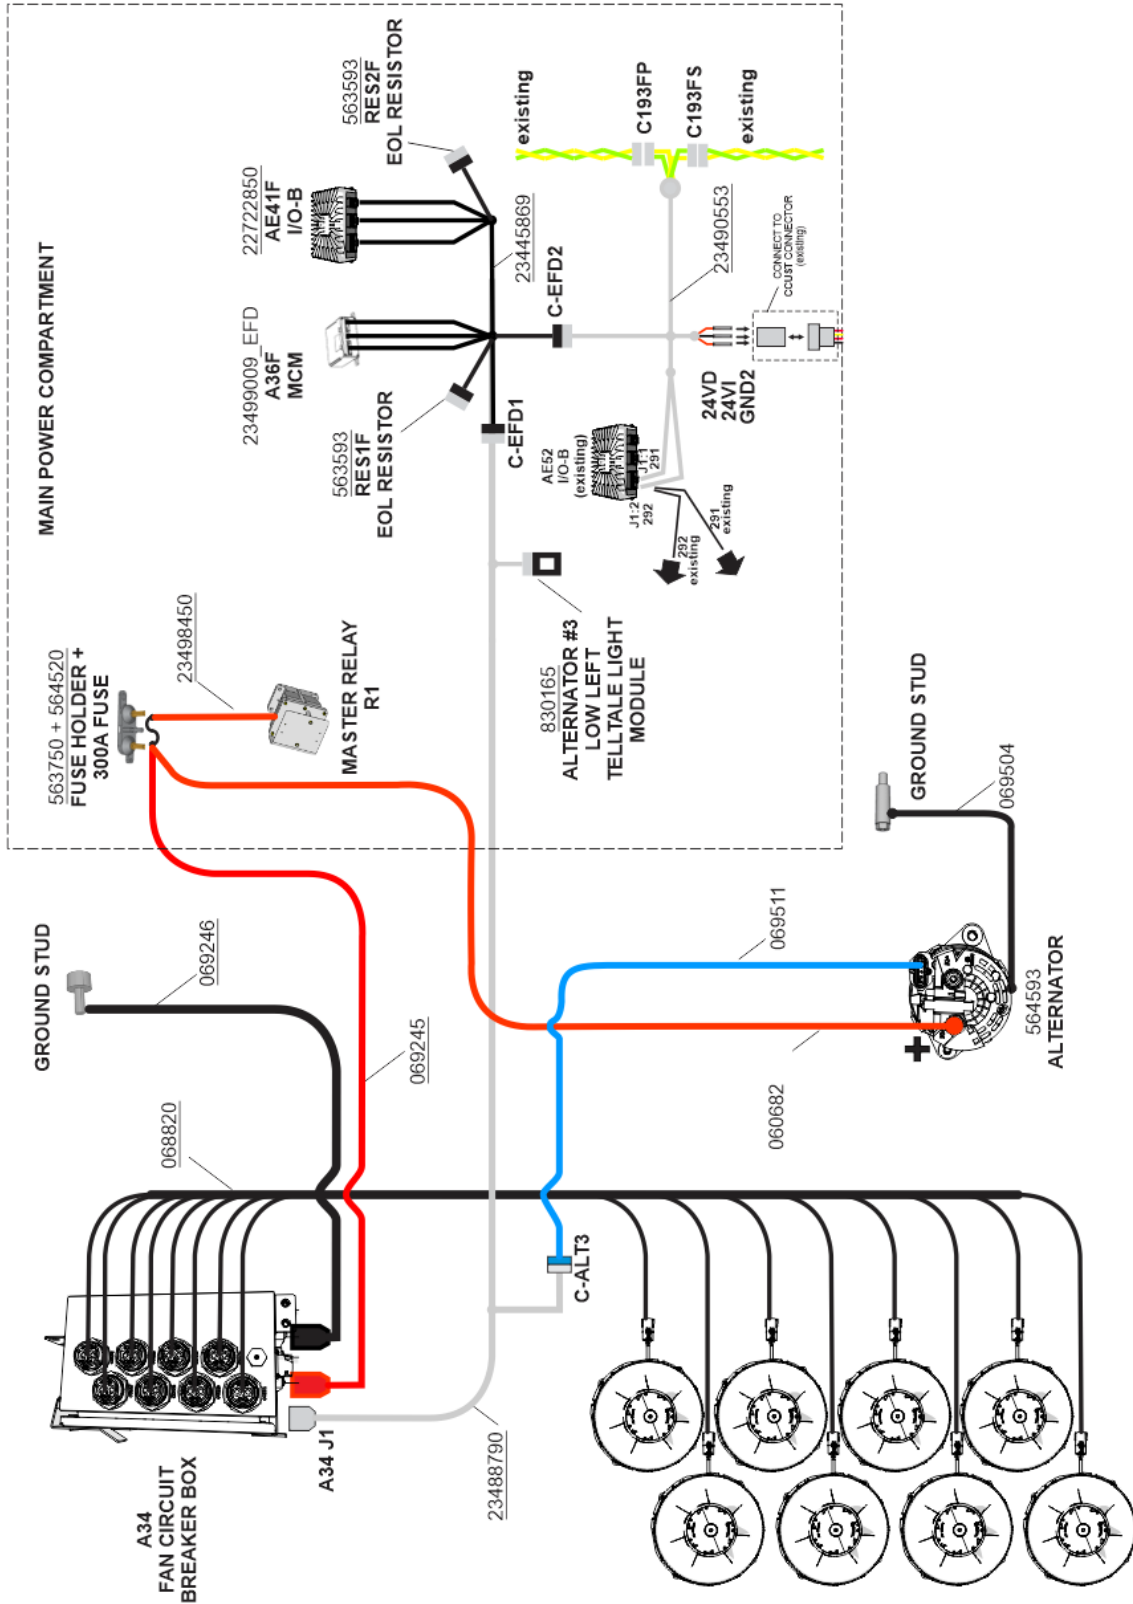 MAIN POWER COMPARTMENT
563750 + 564520
FUSE HOLDER +
300A FUSE
23498450
MASTER RELAY
R1
23499009_EFD
A36F
MCM
22722850
AE41F
I/O-B
563593
RES2F
EOL RESISTOR
563593
RES1F
EOL RESISTOR
C-EFD1
23445869
C-EFD2
existing
C193FP
C193FS
existing
23490553
CONNECT TO
CCUST CONNECTOR
(existing)
24VD
24VI
GND2
AE52
I/O-B
(existing)
J1:1
291
J1:2
292
292
existing
291
existing
830165
ALTERNATOR #3
LOW LEFT
TELLTALE LIGHT
MODULE
GROUND STUD
069504
GROUND STUD
069246
069245
069511
060682
564593
ALTERNATOR
068820
C-ALT3
A34 J1
23488790
A34
FAN CIRCUIT
BREAKER BOX